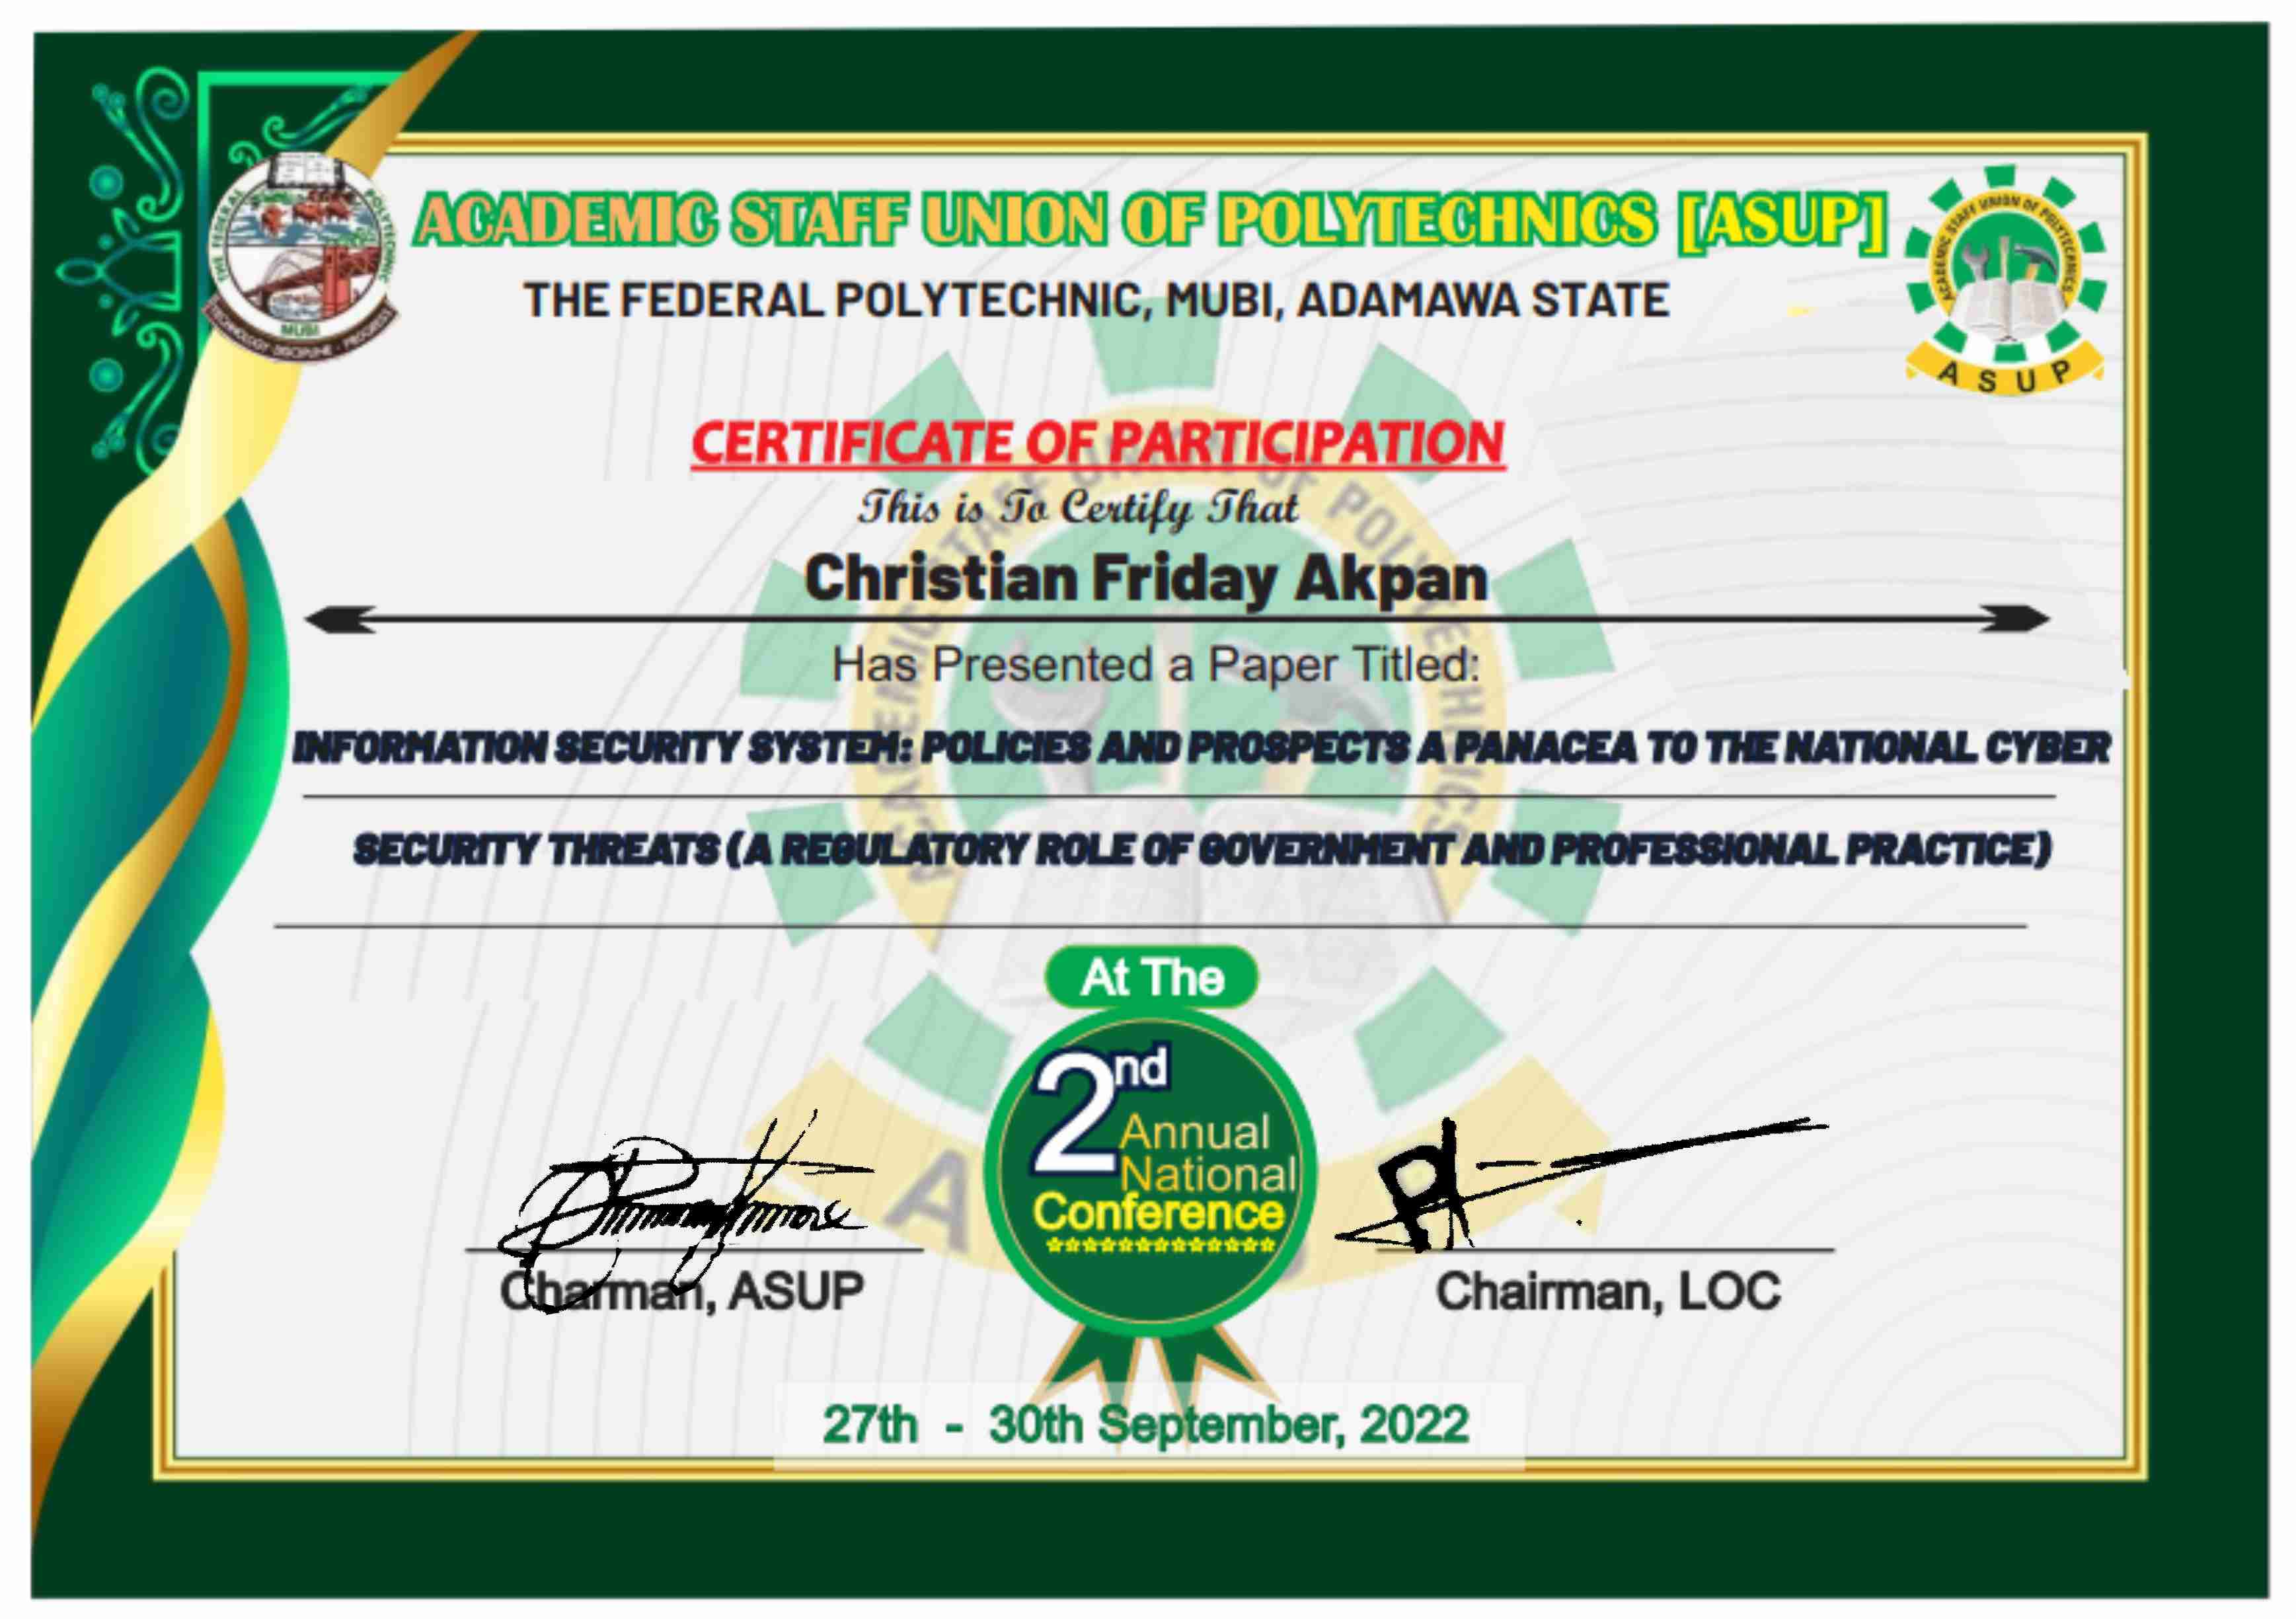 ACADEMIC STAFF UNION OF POLYTECHNICS [ASUP]
THE FEDERAL POLYTECHNIC, MUBI, ADAMAWA STATE
THE FEDERAL POLYTECHNIC
MUBI
TECHNOLOGY - DISCIPLINE - PROGRESS
ACADEMIC STAFF UNION OF POLYTECHNICS
A S U P
CERTIFICATE OF PARTICIPATION
This is To Certify That
Christian Friday Akpan
Has Presented a Paper Titled:
INFORMATION SECURITY SYSTEM: POLICIES AND PROSPECTS A PANACEA TO THE NATIONAL CYBER
SECURITY THREATS (A REGULATORY ROLE OF GOVERNMENT AND PROFESSIONAL PRACTICE)
At The
2nd
Annual
National
Conference
Charman, ASUP
Chairman, LOC
27th - 30th September, 2022